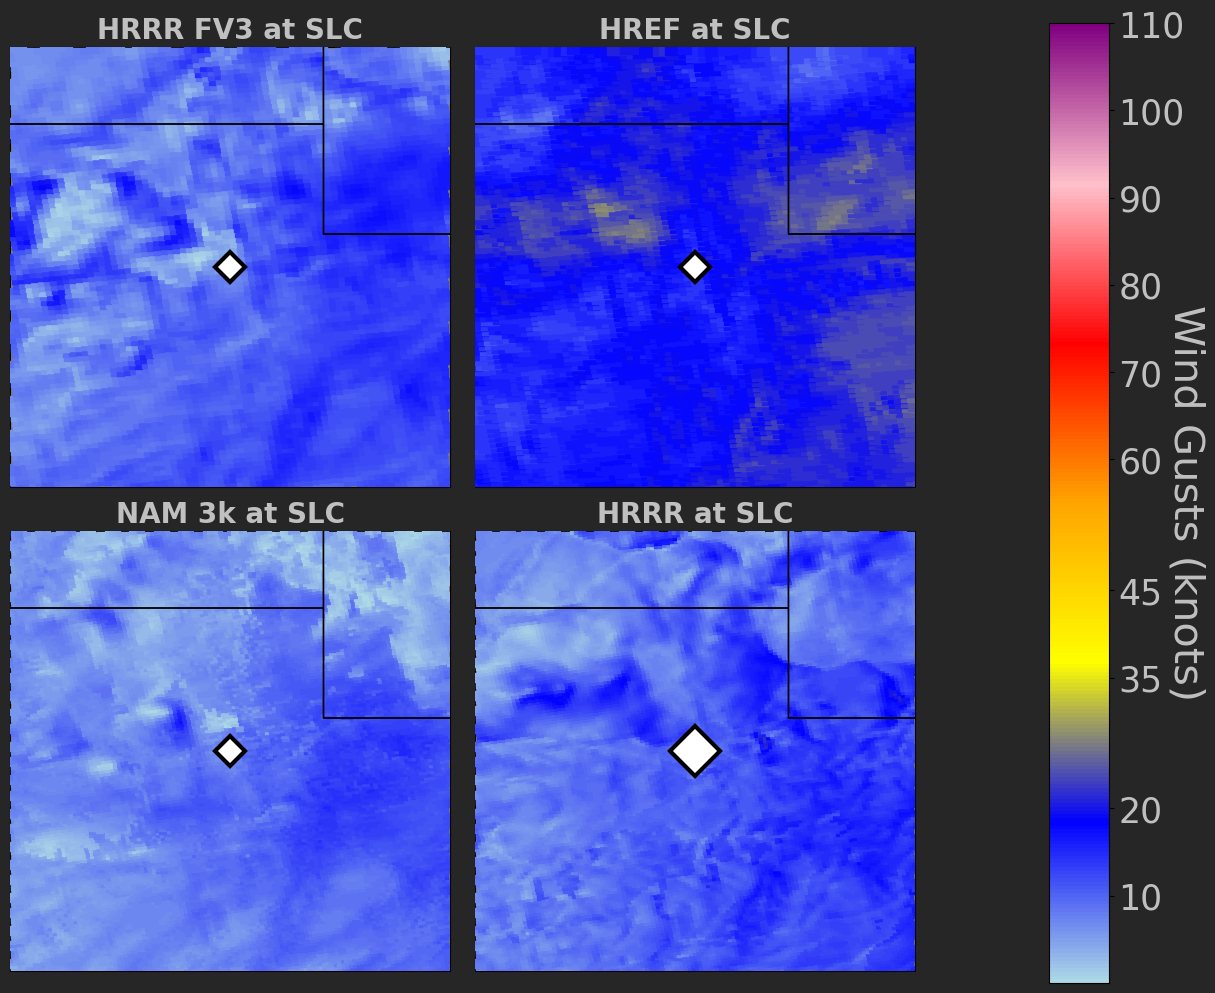 HRRR FV3 at SLC
HREF at SLC
NAM 3k at SLC
HRRR at SLC
110
100
90
80
70
60
45
35
20
10
Wind Gusts (knots)